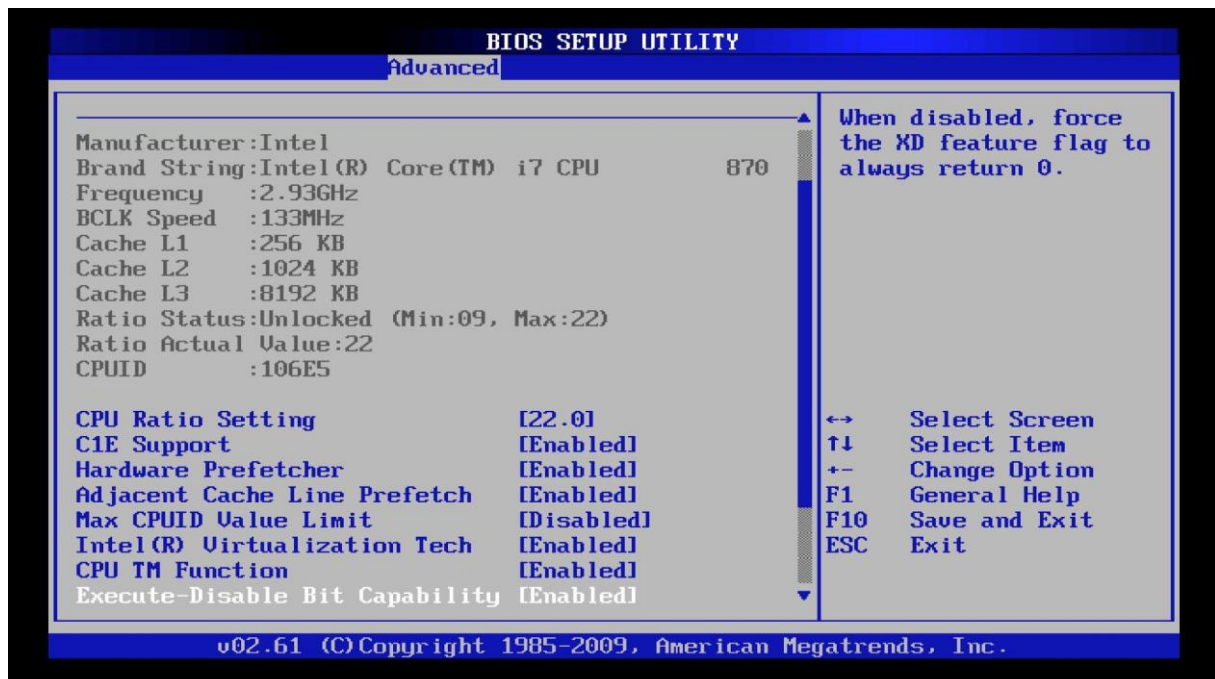 BIOS SETUP UTILITY
Advanced
Manufacturer:Intel
Brand String:Intel(R) Core(TM) i7 CPU 870
Frequency :2.93GHz
BCLK Speed :133MHz
Cache L1 :256 KB
Cache L2 :1024 KB
Cache L3 :8192 KB
Ratio Status:Unlocked (Min:09, Max:22)
Ratio Actual Value:22
CPUID :106E5
CPU Ratio Setting [22.0]
C1E Support [Enabled]
Hardware Prefetcher [Enabled]
Adjacent Cache Line Prefetch [Enabled]
Max CPUID Value Limit [Disabled]
Intel(R) Virtualization Tech [Enabled]
CPU TM Function [Enabled]
Execute-Disable Bit Capability [Enabled]
When disabled, force
the XD feature flag to
always return 0.
↔ Select Screen
↑↓ Select Item
+- Change Option
F1 General Help
F10 Save and Exit
ESC Exit
v02.61 (C)Copyright 1985-2009, American Megatrends, Inc.